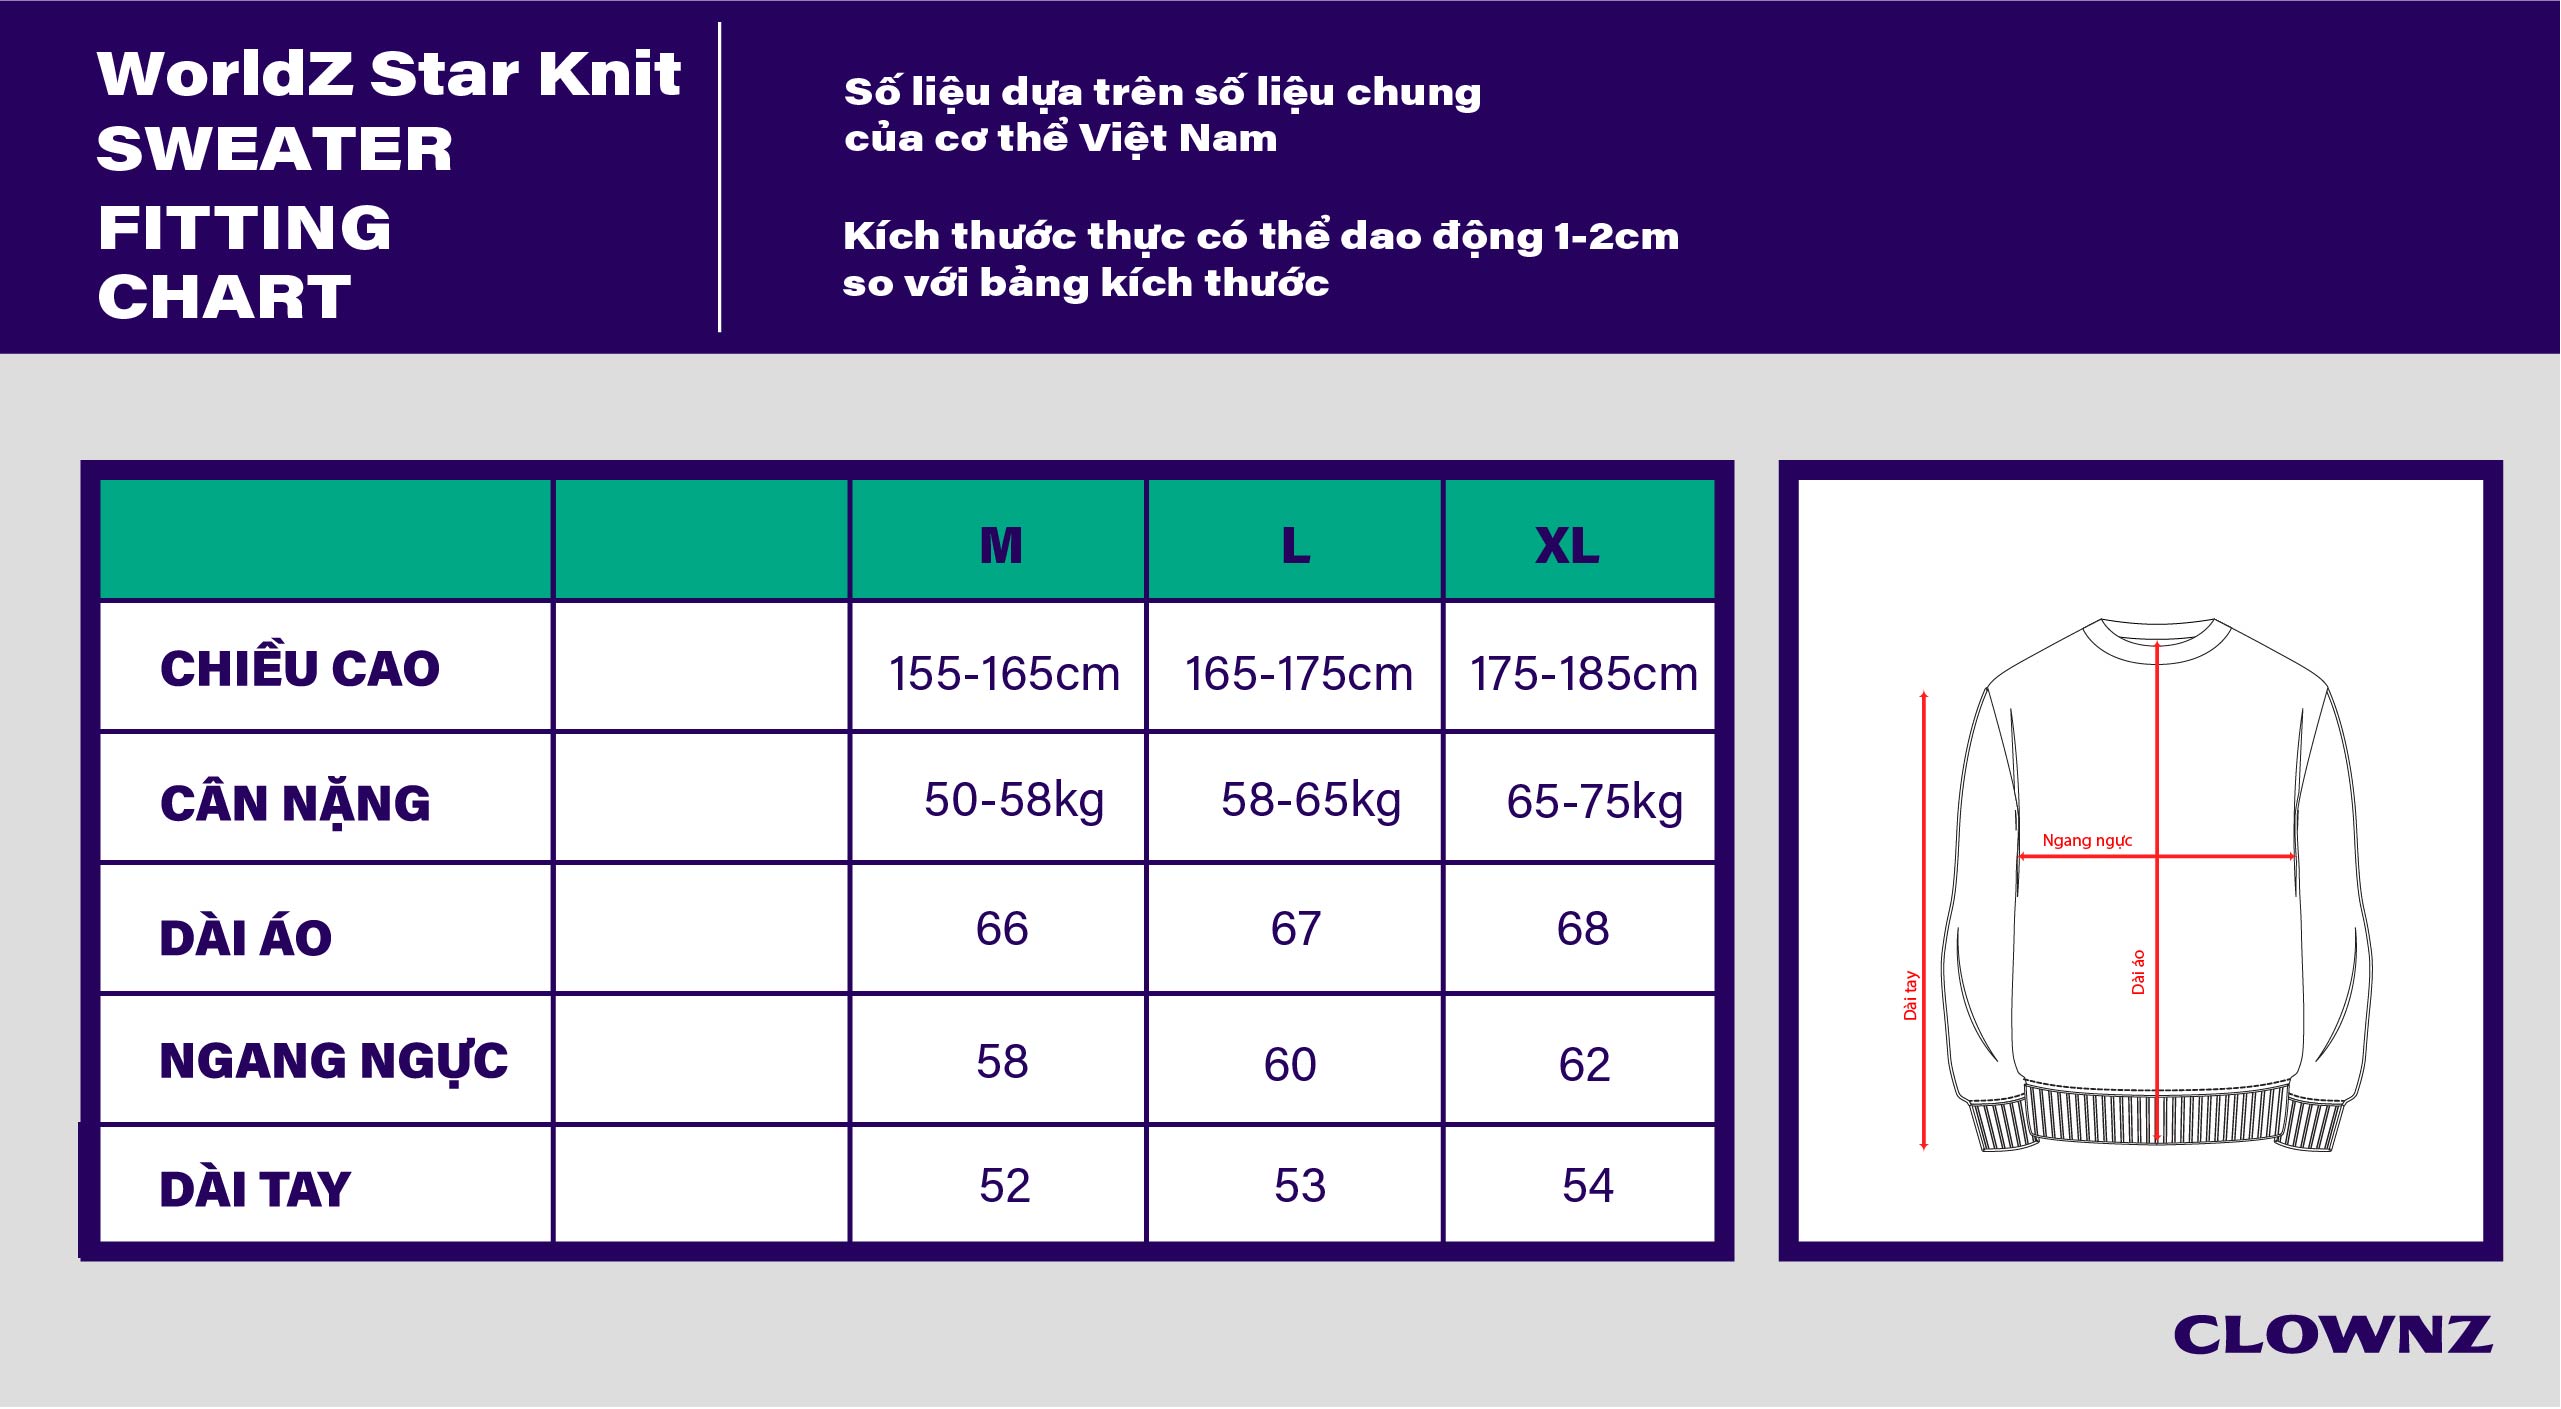 WorldZ Star Knit
SWEATER
FITTING
CHART
Số liệu dựa trên số liệu chung
của cơ thể Việt Nam
Kích thước thực có thể dao động 1-2cm
so với bảng kích thước
M L XL
CHIỀU CAO 155-165cm 165-175cm 175-185cm
CÂN NẶNG 50-58kg 58-65kg 65-75kg
DÀI ÁO 66 67 68
NGANG NGỰC 58 60 62
DÀI TAY 52 53 54
Ngang ngực
Dài áo
Dài tay
CLOWNZ